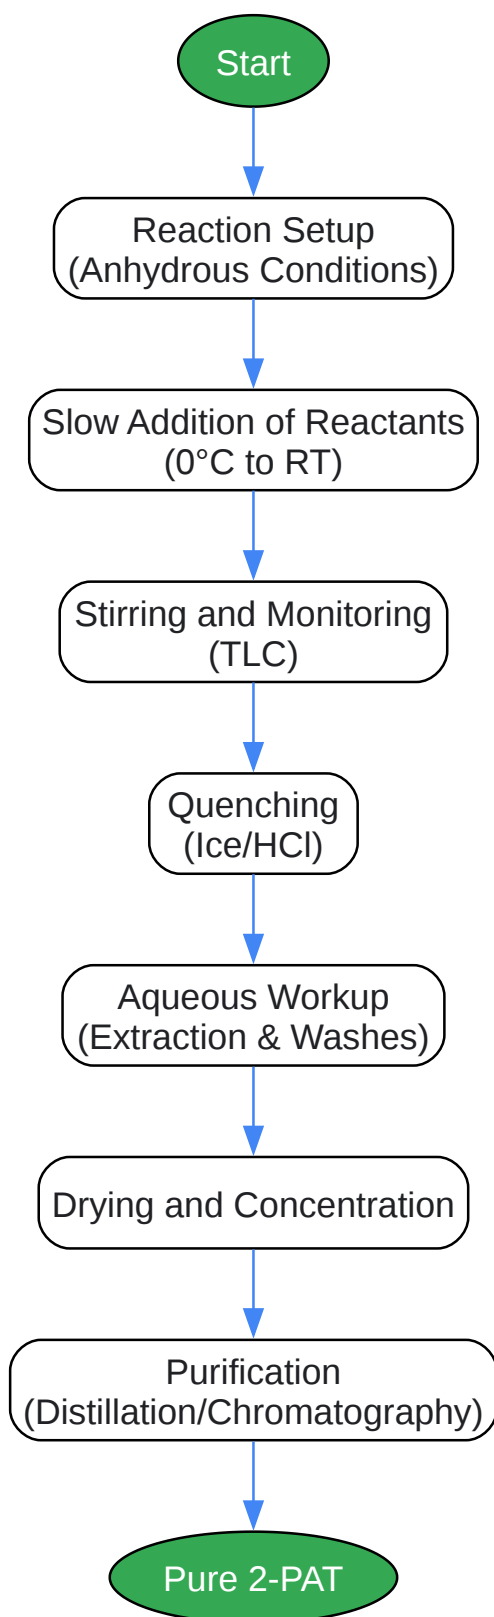 Start
Reaction Setup
(Anhydrous Conditions)
Slow Addition of Reactants
(0°C to RT)
Stirring and Monitoring
(TLC)
Quenching
(Ice/HCl)
Aqueous Workup
(Extraction & Washes)
Drying and Concentration
Purification
(Distillation/Chromatography)
Pure 2-PAT